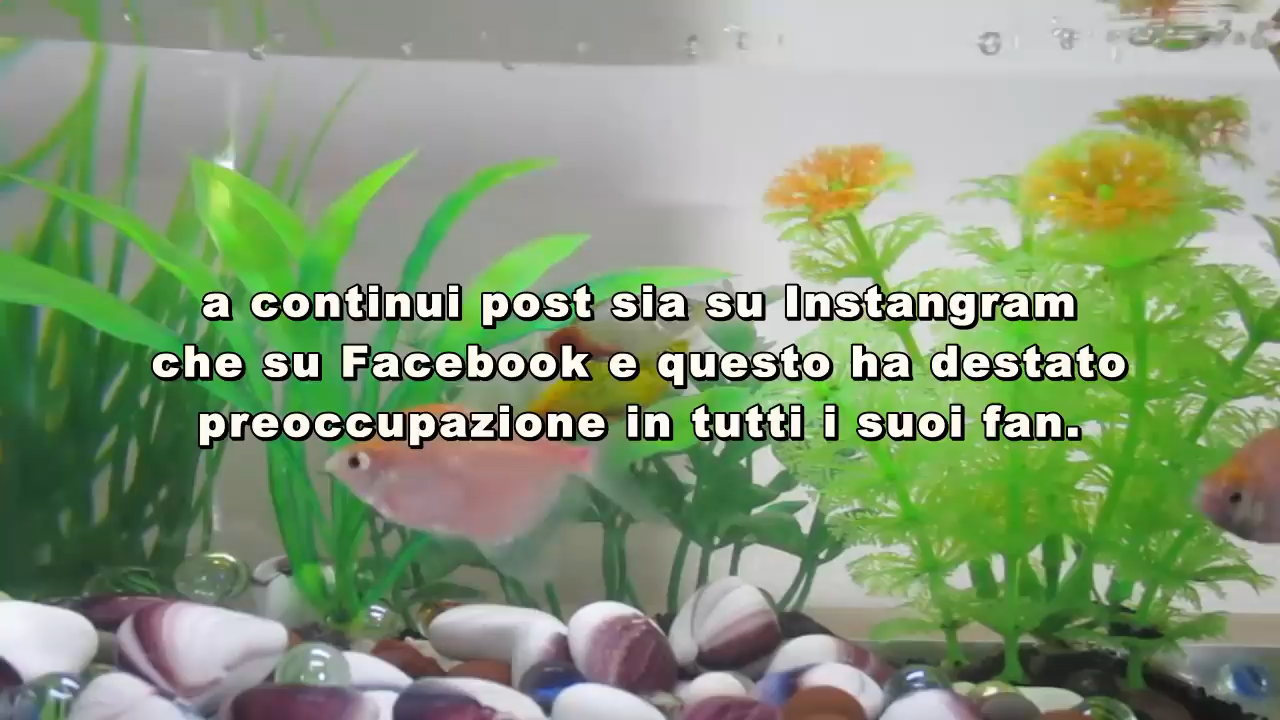 a continui post sia su Instangram
che su Facebook e questo ha destato
preoccupazione in tutti i suoi fan.